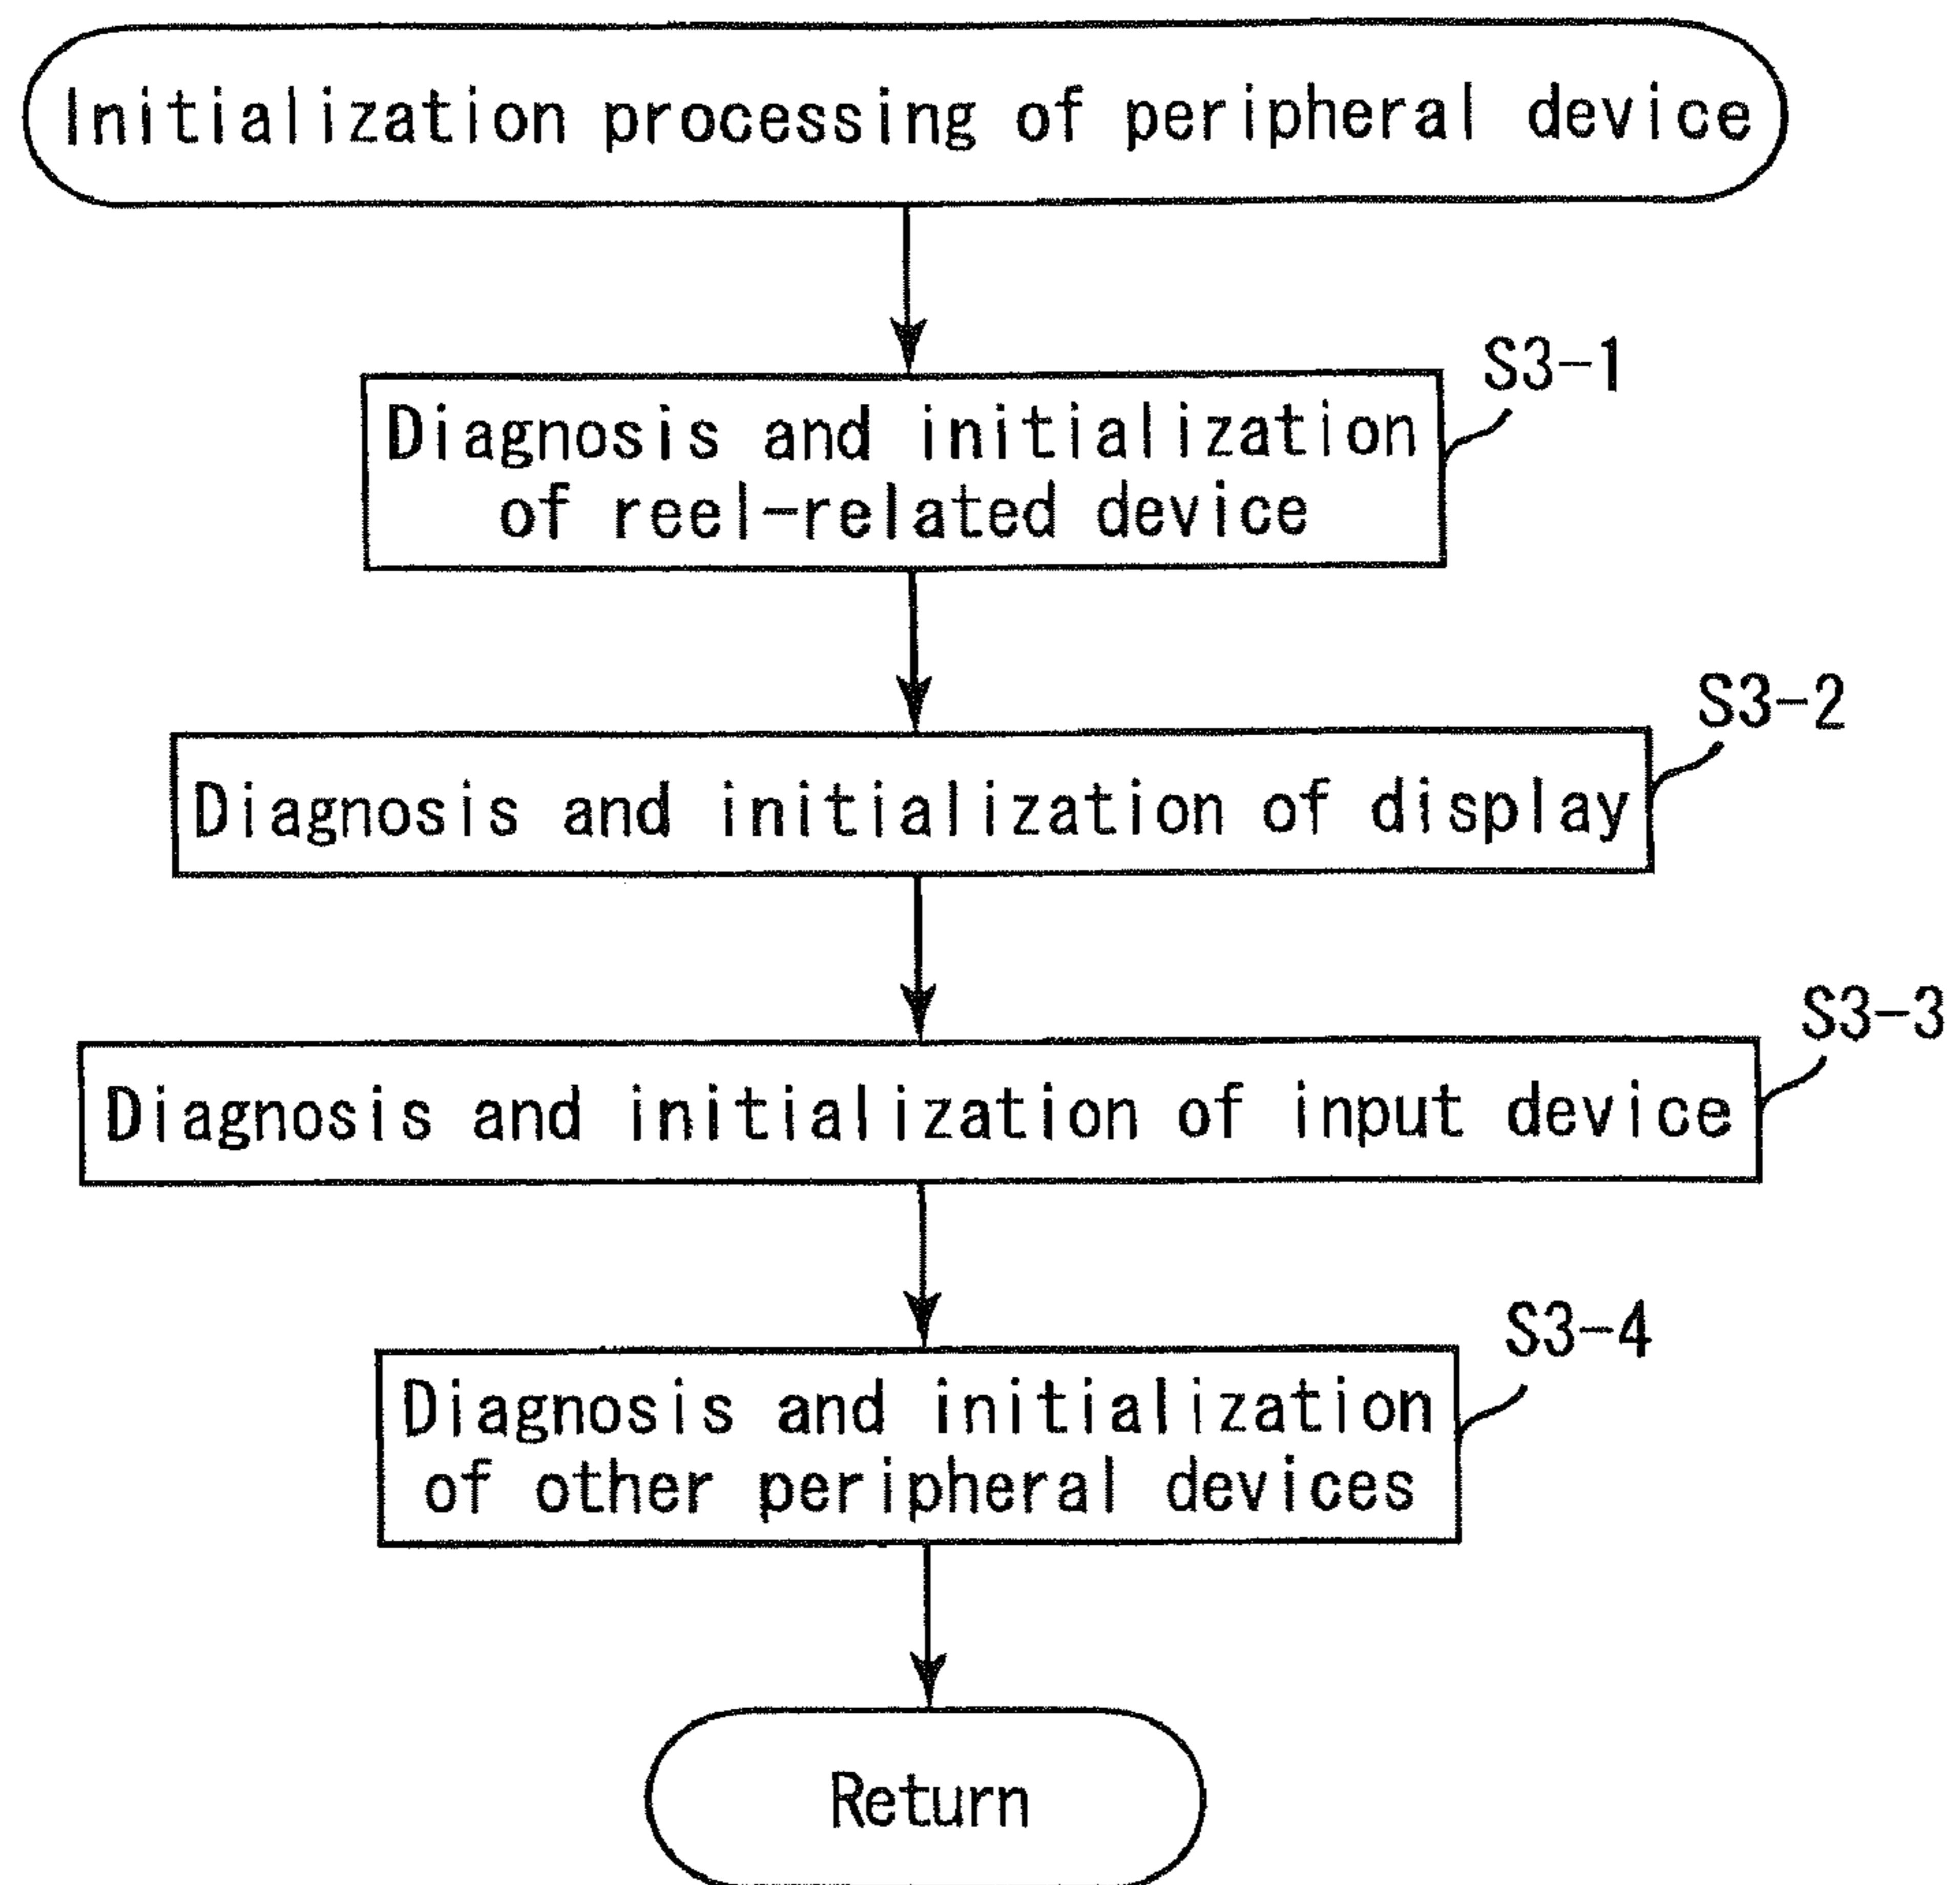 Initialization processing of peripheral device
S3-1
Diagnosis and initialization
of reel-related device
S3-2
Diagnosis and initialization of display
S3-3
Diagnosis and initialization of input device
S3-4
Diagnosis and initialization
of other peripheral devices
Return